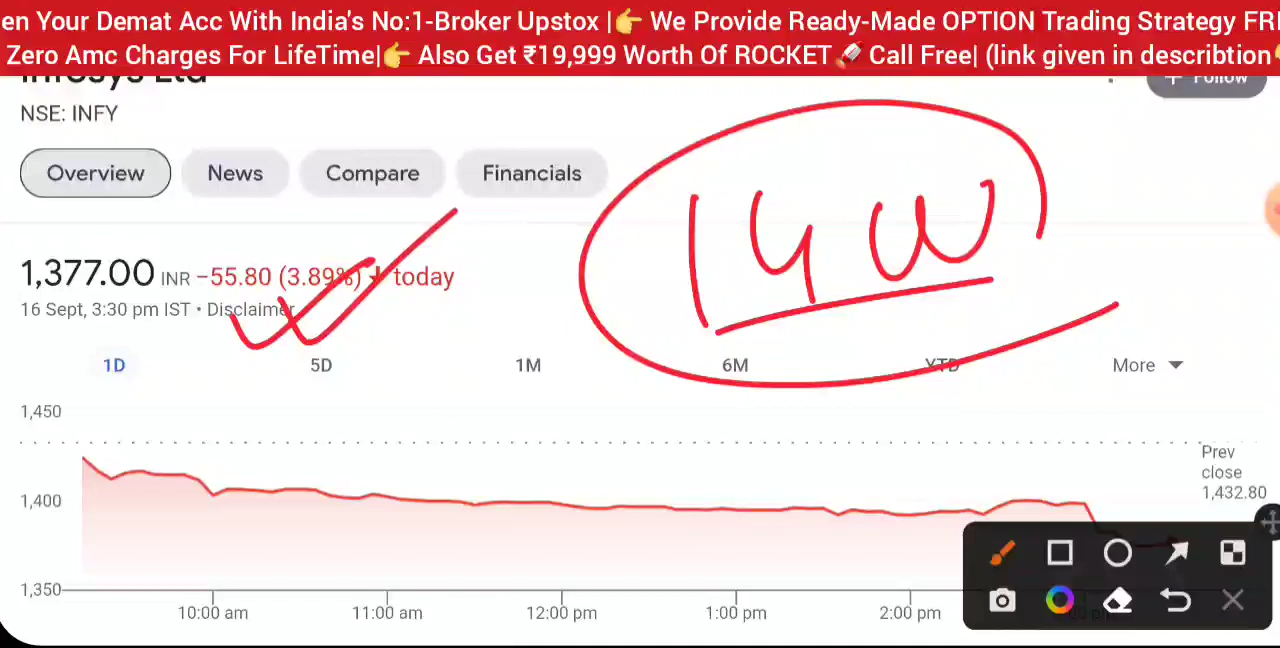 en Your Demat Acc With India's No:1-Broker Upstox |👉 We Provide Ready-Made OPTION Trading Strategy FR
Zero Amc Charges For LifeTime|👉 Also Get ₹19,999 Worth Of ROCKET🚀 Call Free| (link given in describtion
Infosys Ltd
+ Follow
NSE: INFY
Overview News Compare Financials
1400
1,377.00 INR −55.80 (3.89%) ↓ today
16 Sept, 3:30 pm IST • Disclaimer
1D 5D 1M 6M YTD More
1,450
Prev
close
1,432.80
1,400
1,350
10:00 am 11:00 am 12:00 pm 1:00 pm 2:00 pm